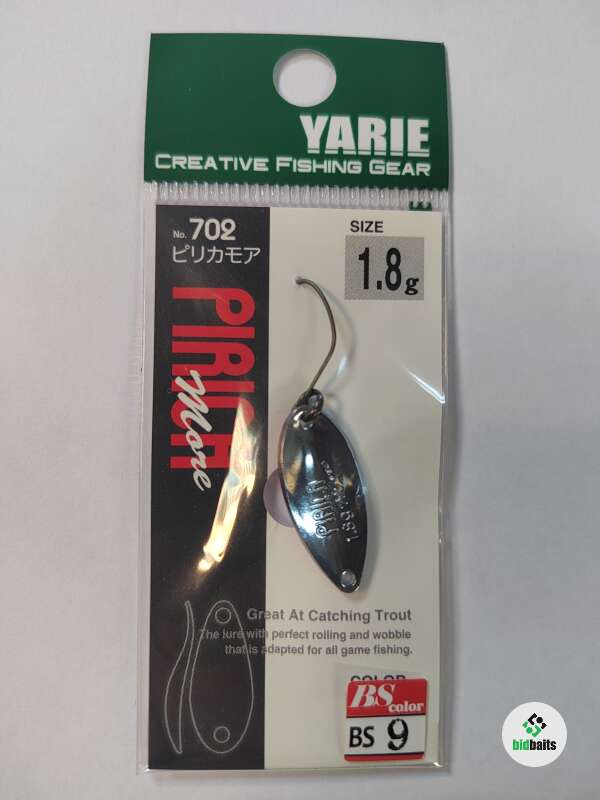 YARIE
CREATIVE FISHING GEAR
No. 702
ピリカモア
PIRICA
More
SIZE
1.8g
PIRICA
Great At Catching Trout
The lure with perfect rolling and wobble
that is adapted for all game fishing.
COLOR
BS
color
BS 9
bidbaits